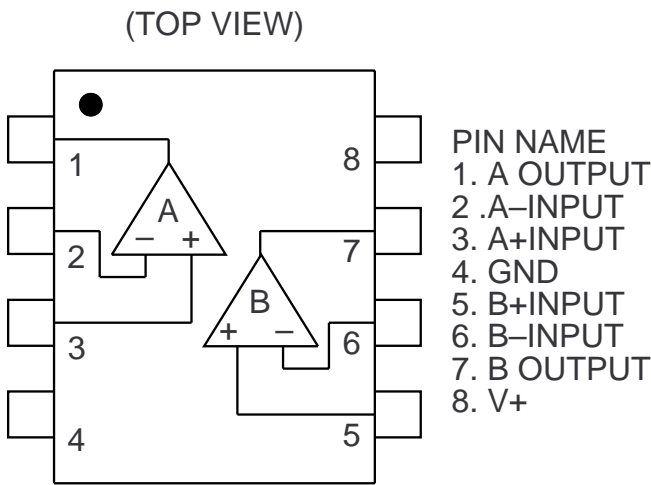 (TOP VIEW)
1
8
A
– +
2
7
B
+ –
3
6
4
5
PIN NAME
1. A OUTPUT
2 .A–INPUT
3. A+INPUT
4. GND
5. B+INPUT
6. B–INPUT
7. B OUTPUT
8. V+